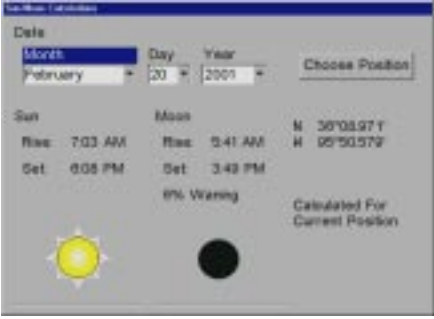 Sun/Moon Calculations
Date
Month Day Year
February 20 2001
Choose Position
Sun
Rise: 7:03 AM
Set: 6:08 PM
Moon
Rise: 5:41 AM
Set: 3:49 PM
6% Waning
N 36°08.971'
W 95°50.579'
Calculated For
Current Position